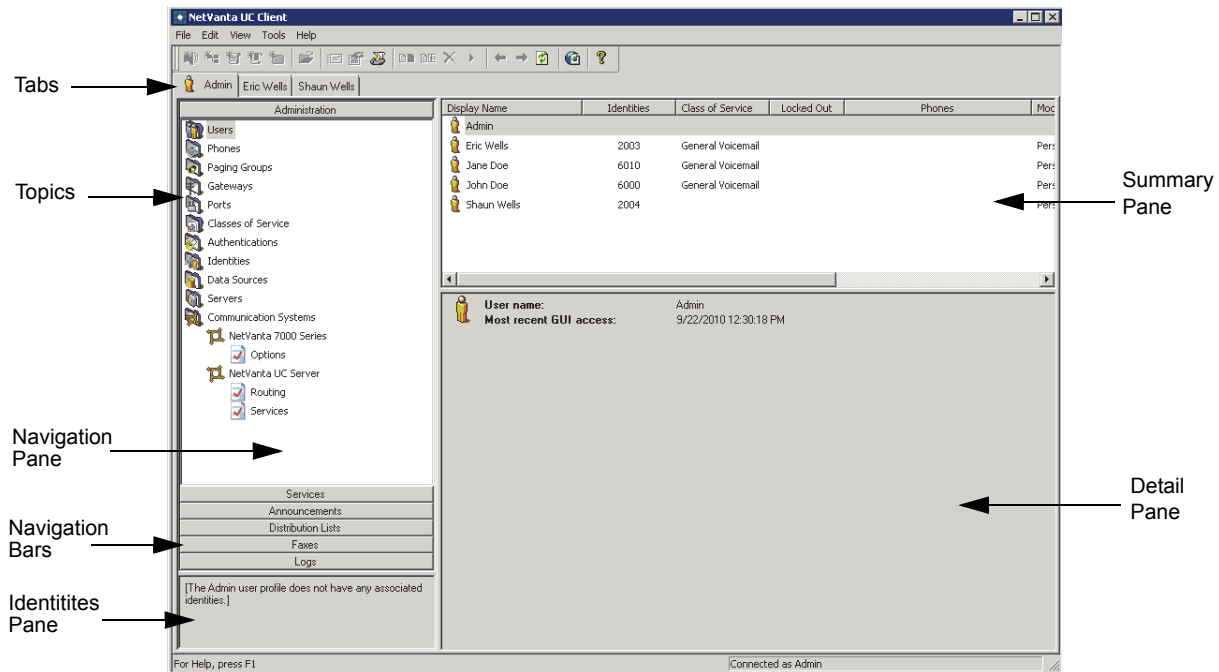 NetVanta UC Client
File Edit View Tools Help
Admin Eric Wells Shaun Wells
Tabs
Administration
Users
Phones
Paging Groups
Gateways
Ports
Classes of Service
Authentications
Identities
Data Sources
Servers
Communication Systems
NetVanta 7000 Series
Options
NetVanta UC Server
Routing
Services
Topics
Navigation
Pane
Services
Announcements
Distribution Lists
Faxes
Logs
Navigation
Bars
[The Admin user profile does not have any associated
identities.]
Identitites
Pane
Display Name Identities Class of Service Locked Out Phones Moc
Admin
Eric Wells 2003 General Voicemail Pers
Jane Doe 6010 General Voicemail Pers
John Doe 6000 General Voicemail Pers
Shaun Wells 2004 Pers
Summary
Pane
User name: Admin
Most recent GUI access: 9/22/2010 12:30:18 PM
Detail
Pane
For Help, press F1 Connected as Admin